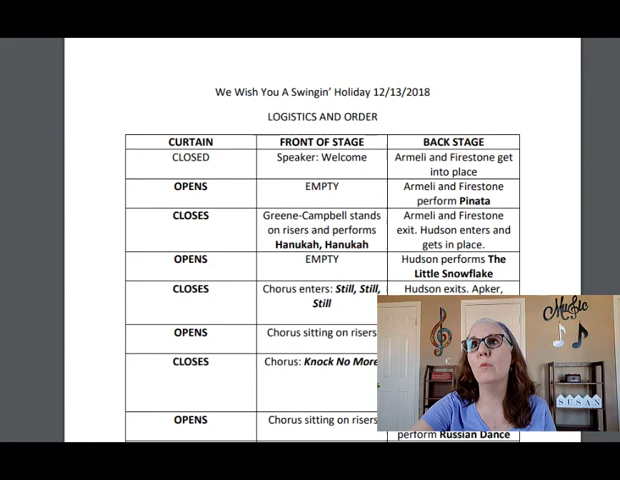 We Wish You A Swingin' Holiday 12/13/2018
LOGISTICS AND ORDER
CURTAIN FRONT OF STAGE BACK STAGE
CLOSED Speaker: Welcome Armeli and Firestone get
into place
OPENS EMPTY Armeli and Firestone
perform Pinata
CLOSES Greene-Campbell stands Armeli and Firestone
on risers and performs exit. Hudson enters and
Hanukah, Hanukah gets in place.
OPENS EMPTY Hudson performs The
Little Snowflake
CLOSES Chorus enters: Still, Still, Hudson exits. Apker,
Still
OPENS Chorus sitting on risers
CLOSES Chorus: Knock No More
OPENS Chorus sitting on risers
perform Russian Dance
Music
SUSAN